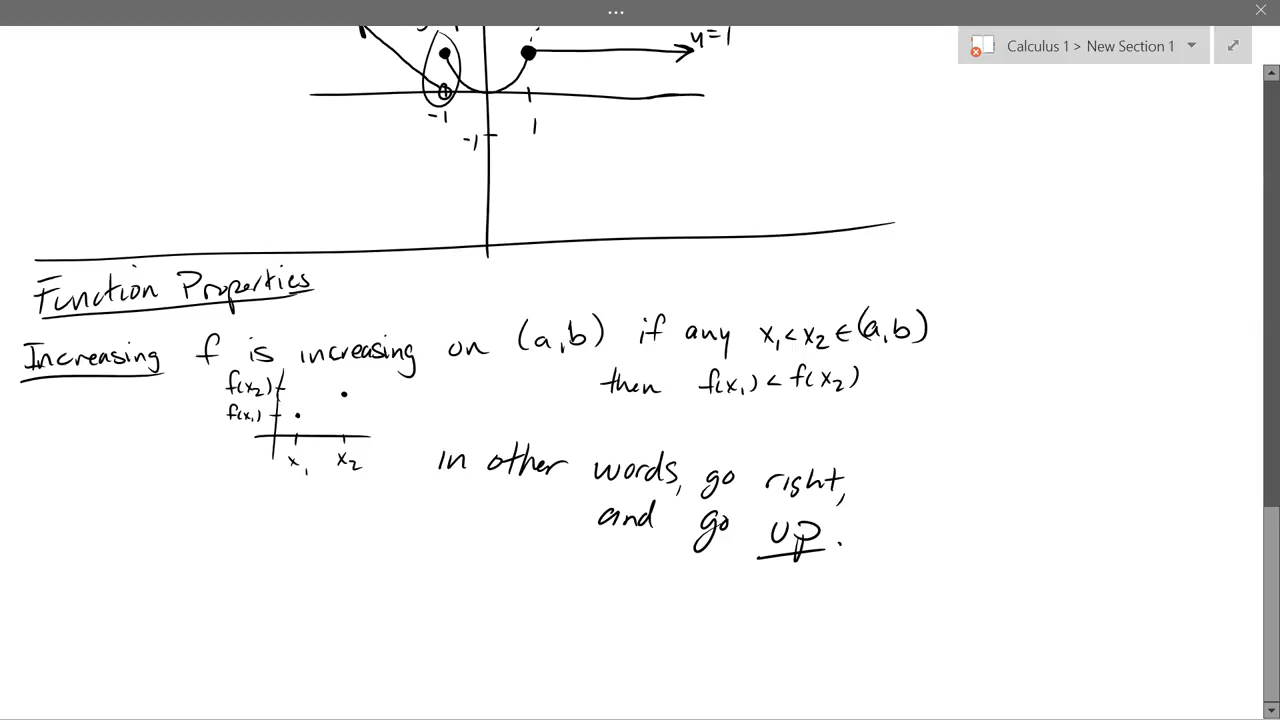 ...
Calculus 1 > New Section 1
y=1
-1
1
-1
Function Properties
Increasing f is increasing on (a,b) if any x₁<x₂∈(a,b)
then f(x₁)<f(x₂)
f(x₂)
f(x₁)
x₁ x₂
in other words, go right,
and go up.